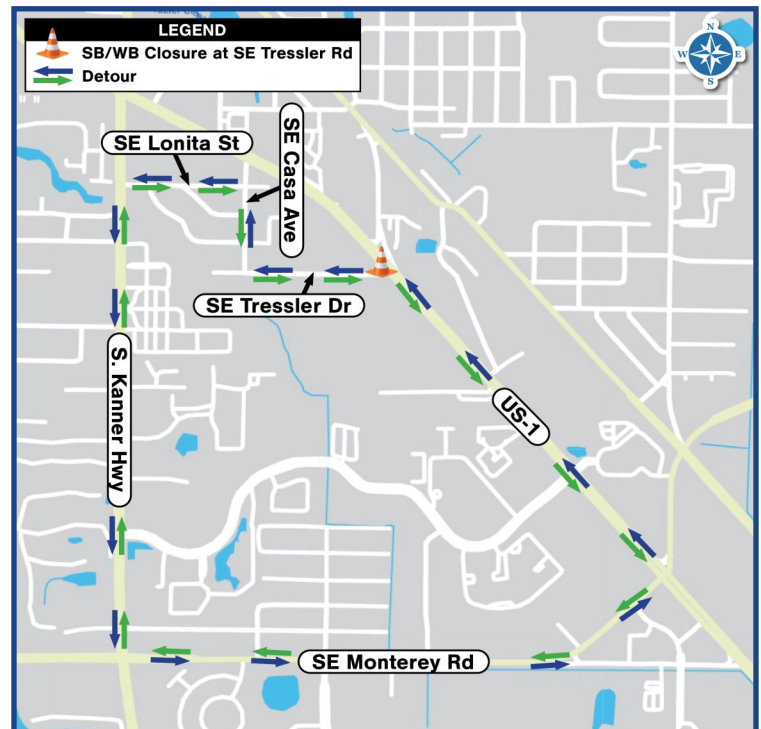 LEGEND
SB/WB Closure at SE Tressler Rd
Detour
N
W
E
S
SE Lonita St
SE Casa Ave
SE Tressler Dr
S. Kanner Hwy
US-1
SE Monterey Rd